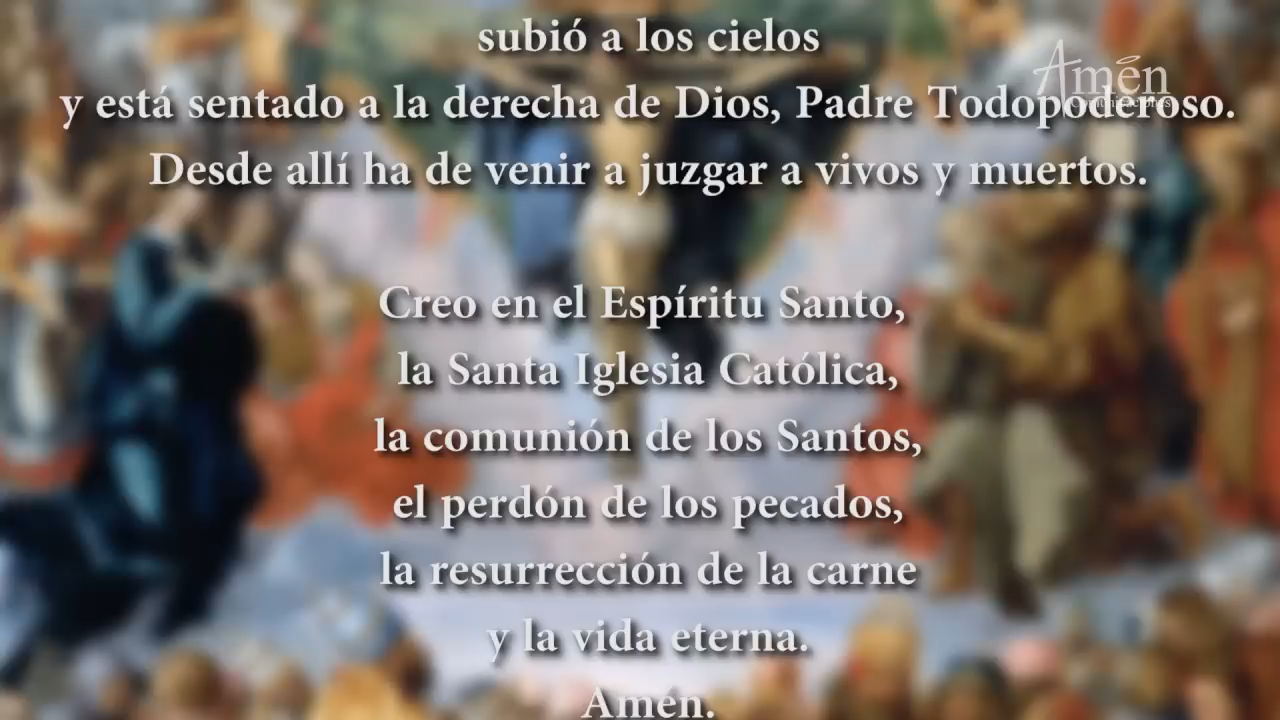 subió a los cielos
Amén
Comunicaciones
y está sentado a la derecha de Dios, Padre Todopoderoso.
Desde allí ha de venir a juzgar a vivos y muertos.
Creo en el Espíritu Santo,
la Santa Iglesia Católica,
la comunión de los Santos,
el perdón de los pecados,
la resurrección de la carne
y la vida eterna.
Amén.